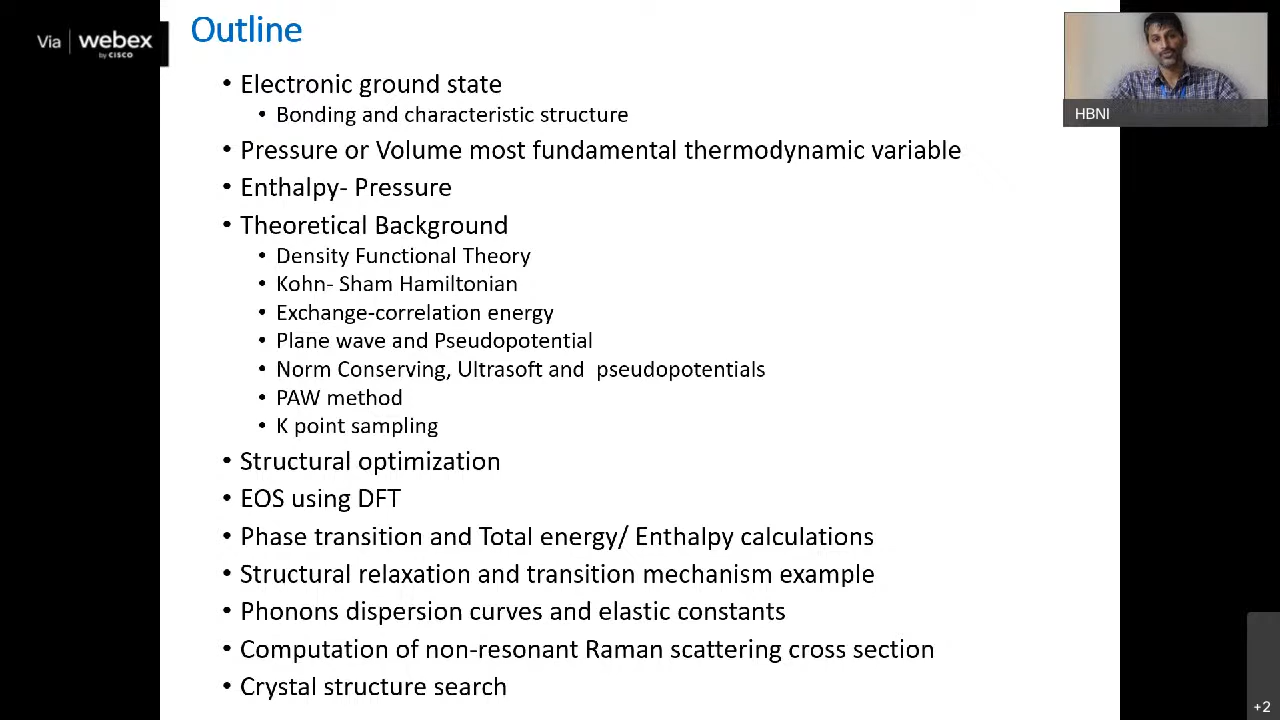 Via webex
by CISCO
Outline
HBNI
• Electronic ground state
• Bonding and characteristic structure
• Pressure or Volume most fundamental thermodynamic variable
• Enthalpy- Pressure
• Theoretical Background
• Density Functional Theory
• Kohn- Sham Hamiltonian
• Exchange-correlation energy
• Plane wave and Pseudopotential
• Norm Conserving, Ultrasoft and  pseudopotentials
• PAW method
• K point sampling
• Structural optimization
• EOS using DFT
• Phase transition and Total energy/ Enthalpy calculations
• Structural relaxation and transition mechanism example
• Phonons dispersion curves and elastic constants
• Computation of non-resonant Raman scattering cross section
• Crystal structure search
+2